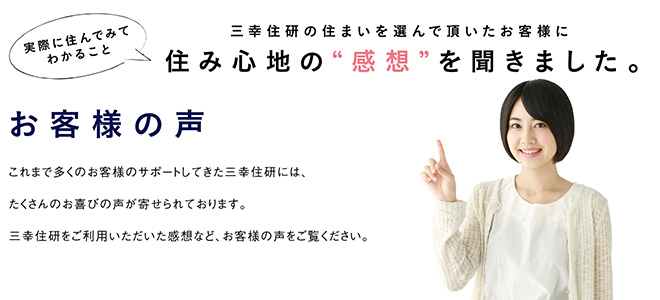 実際に住んでみて
わかること
三幸住研の住まいを選んで頂いたお客様に
住み心地の“感想”を聞きました。
お客様の声
これまで多くのお客様のサポートしてきた三幸住研には、
たくさんのお喜びの声が寄せられております。
三幸住研をご利用いただいた感想など、お客様の声をご覧ください。